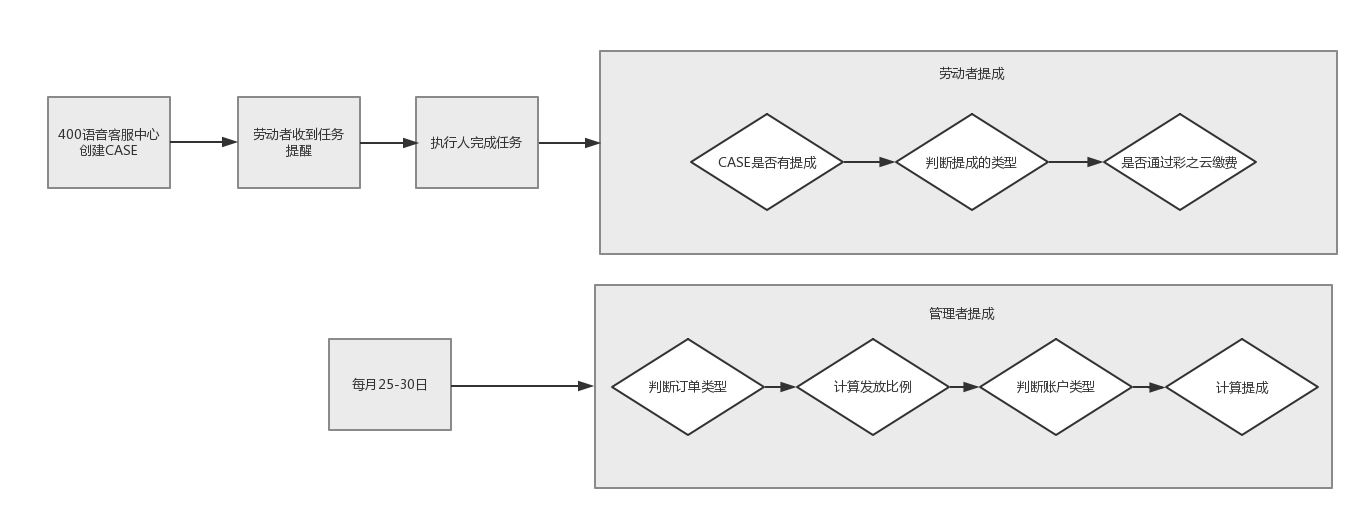 劳动者提成
400语音客服中心
创建CASE
劳动者收到任务
提醒
执行人完成任务
CASE是否有提成
判断提成的类型
是否通过彩之云缴费
管理者提成
每月25-30日
判断订单类型
计算发放比例
判断账户类型
计算提成